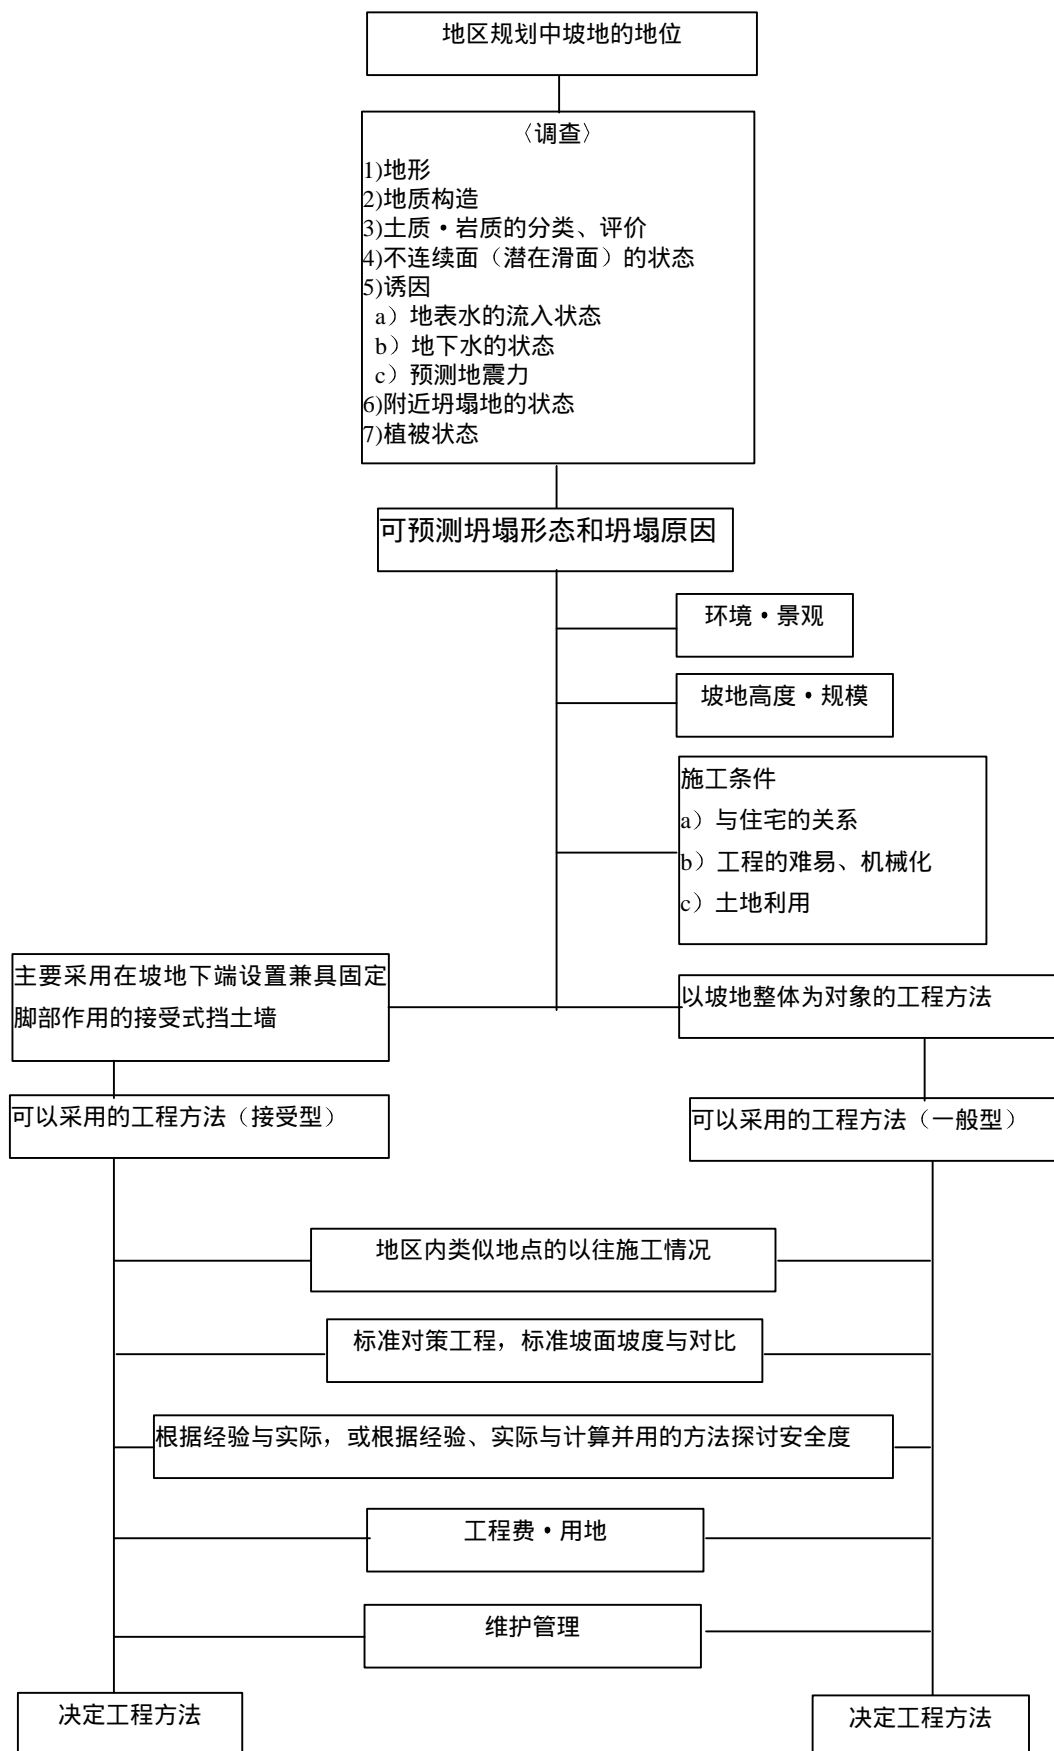 地区规划中坡地的地位
〈调查〉
1)地形
2)地质构造
3)土质・岩质的分类、评价
4)不连续面（潜在滑面）的状态
5)诱因
a）地表水的流入状态
b）地下水的状态
c）预测地震力
6)附近坍塌地的状态
7)植被状态
可预测坍塌形态和坍塌原因
环境・景观
坡地高度・规模
施工条件
a）与住宅的关系
b）工程的难易、机械化
c）土地利用
主要采用在坡地下端设置兼具固定
脚部作用的接受式挡土墙
以坡地整体为对象的工程方法
可以采用的工程方法（接受型）
可以采用的工程方法（一般型）
地区内类似地点的以往施工情况
标准对策工程，标准坡面坡度与对比
根据经验与实际，或根据经验、实际与计算并用的方法探讨安全度
工程费・用地
维护管理
决定工程方法
决定工程方法